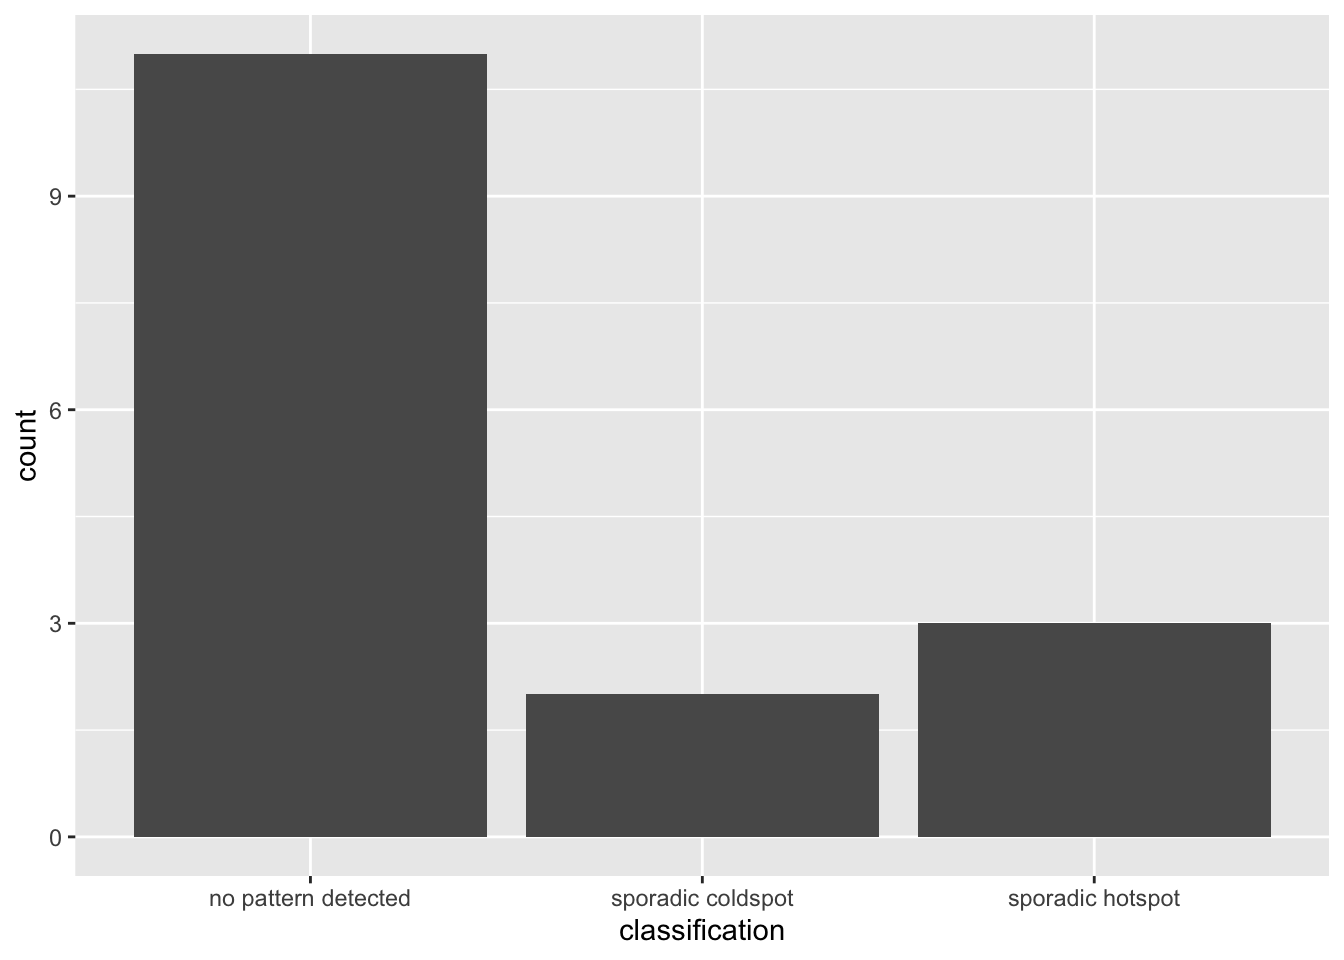 9
6
3
0
count
no pattern detected
sporadic coldspot
sporadic hotspot
classification